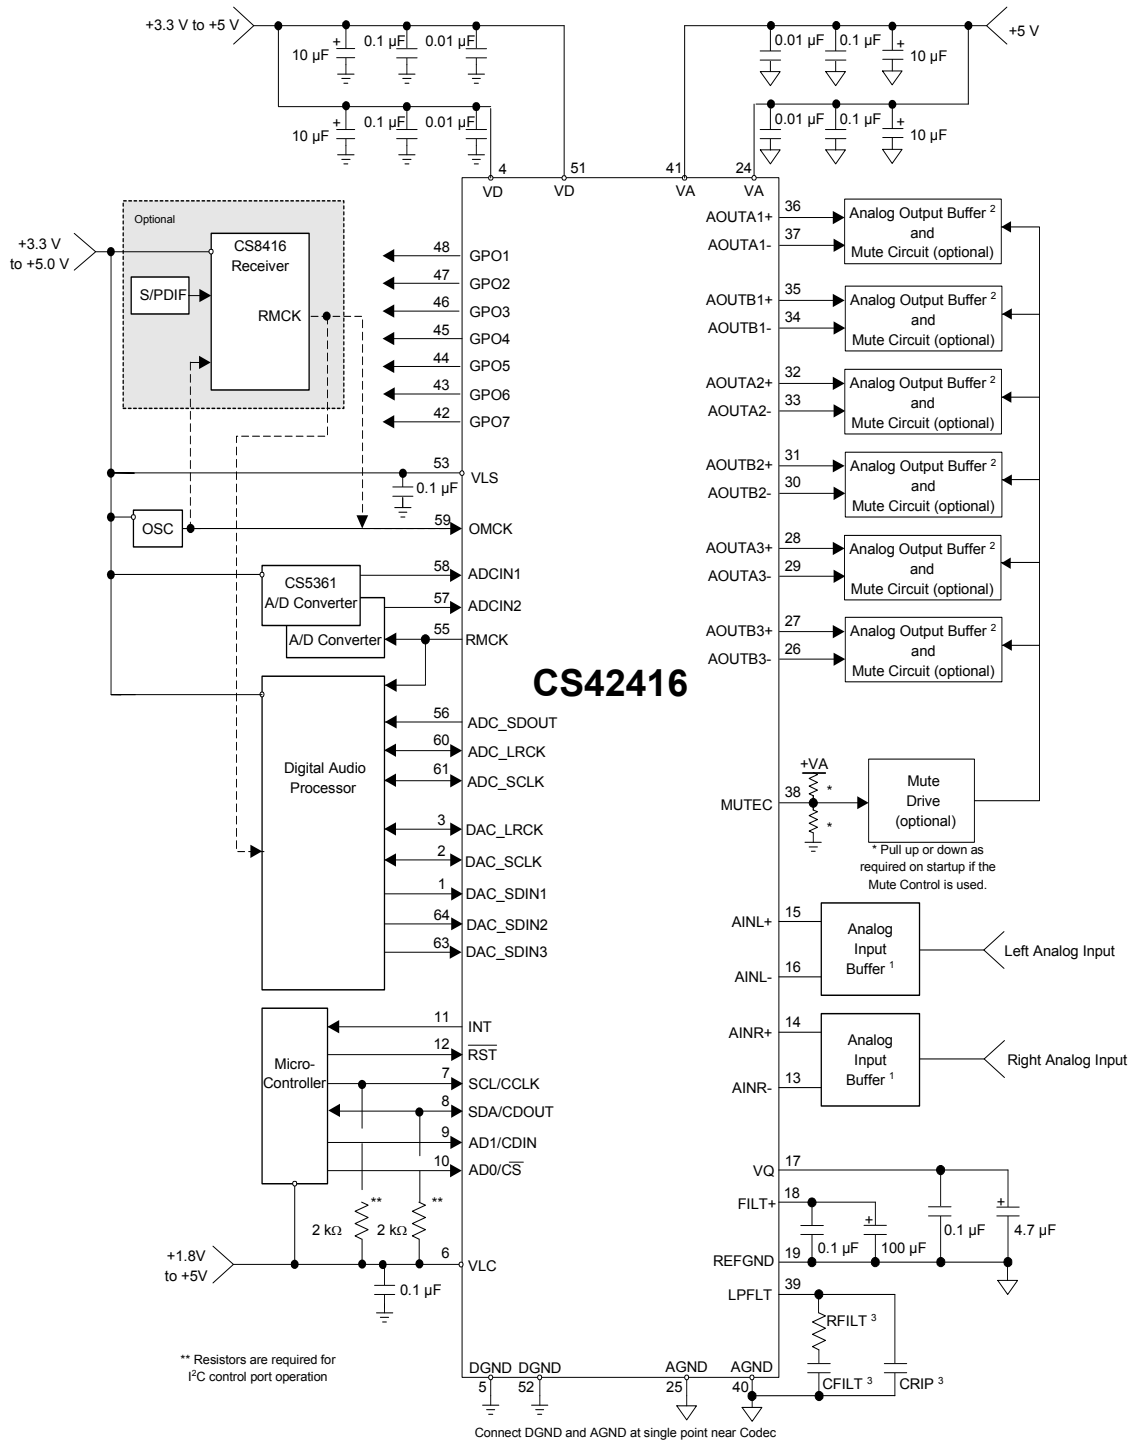 +3.3 V to +5 V
10 µF
0.1 µF
0.01 µF
10 µF
0.1 µF
0.01 µF
+5 V
0.01 µF
0.1 µF
10 µF
0.01 µF
0.1 µF
10 µF
4
51
41
24
VD
VD
VA
VA
Optional
+3.3 V
to +5.0 V
CS8416
Receiver
S/PDIF
RMCK
48
GPO1
47
GPO2
46
GPO3
45
GPO4
44
GPO5
43
GPO6
42
GPO7
53
VLS
0.1 µF
OSC
59
OMCK
CS5361
A/D Converter
A/D Converter
58
ADCIN1
57
ADCIN2
55
RMCK
CS42416
Digital Audio
Processor
56
ADC_SDOUT
60
ADC_LRCK
61
ADC_SCLK
3
DAC_LRCK
2
DAC_SCLK
1
DAC_SDIN1
64
DAC_SDIN2
63
DAC_SDIN3
Micro-
Controller
11
INT
12
RST
7
SCL/CCLK
8
SDA/CDOUT
9
AD1/CDIN
10
AD0/CS
**
**
2 kΩ
2 kΩ
+1.8V
to +5V
6
VLC
0.1 µF
** Resistors are required for
I²C control port operation
AOUTA1+
36
AOUTA1-
37
Analog Output Buffer ²
and
Mute Circuit (optional)
AOUTB1+
35
AOUTB1-
34
Analog Output Buffer ²
and
Mute Circuit (optional)
AOUTA2+
32
AOUTA2-
33
Analog Output Buffer ²
and
Mute Circuit (optional)
AOUTB2+
31
AOUTB2-
30
Analog Output Buffer ²
and
Mute Circuit (optional)
AOUTA3+
28
AOUTA3-
29
Analog Output Buffer ²
and
Mute Circuit (optional)
AOUTB3+
27
AOUTB3-
26
Analog Output Buffer ²
and
Mute Circuit (optional)
+VA
*
MUTEC
38
*
Mute
Drive
(optional)
* Pull up or down as
required on startup if the
Mute Control is used.
AINL+
15
AINL-
16
Analog
Input
Buffer ¹
Left Analog Input
AINR+
14
AINR-
13
Analog
Input
Buffer ¹
Right Analog Input
VQ
17
FILT+
18
+
+
0.1 µF
100 µF
0.1 µF
4.7 µF
REFGND
19
LPFLT
39
RFILT ³
CFILT ³
CRIP ³
DGND
DGND
AGND
AGND
5
52
25
40
Connect DGND and AGND at single point near Codec